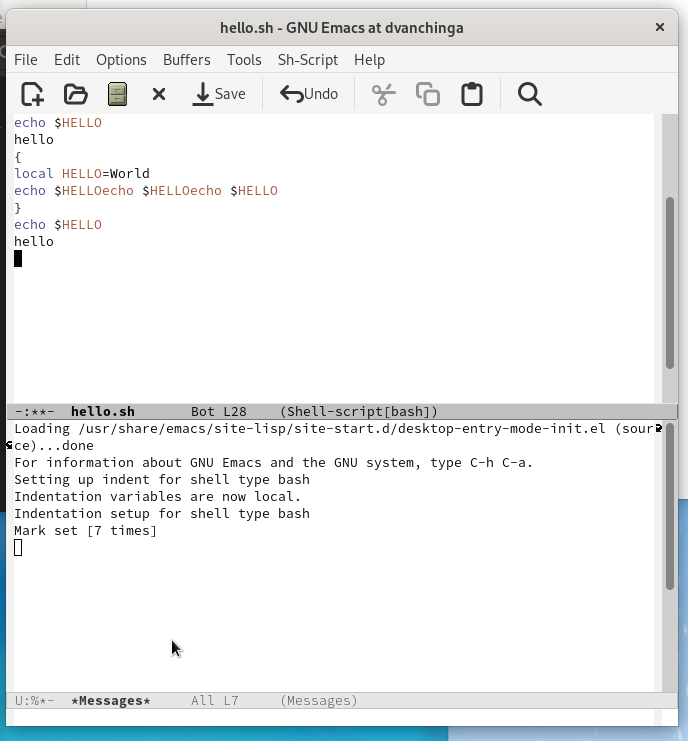 hello.sh - GNU Emacs at dvanchinga ×
File Edit Options Buffers Tools Sh-Script Help
Save Undo
echo $HELLO
hello
{
local HELLO=World
echo $HELLOecho $HELLOecho $HELLO
}
echo $HELLO
hello
-:**- hello.sh Bot L28 (Shell-script[bash])
Loading /usr/share/emacs/site-lisp/site-start.d/desktop-entry-mode-init.el (sour
ce)...done
For information about GNU Emacs and the GNU system, type C-h C-a.
Setting up indent for shell type bash
Indentation variables are now local.
Indentation setup for shell type bash
Mark set [7 times]
U:%*- *Messages* All L7 (Messages)